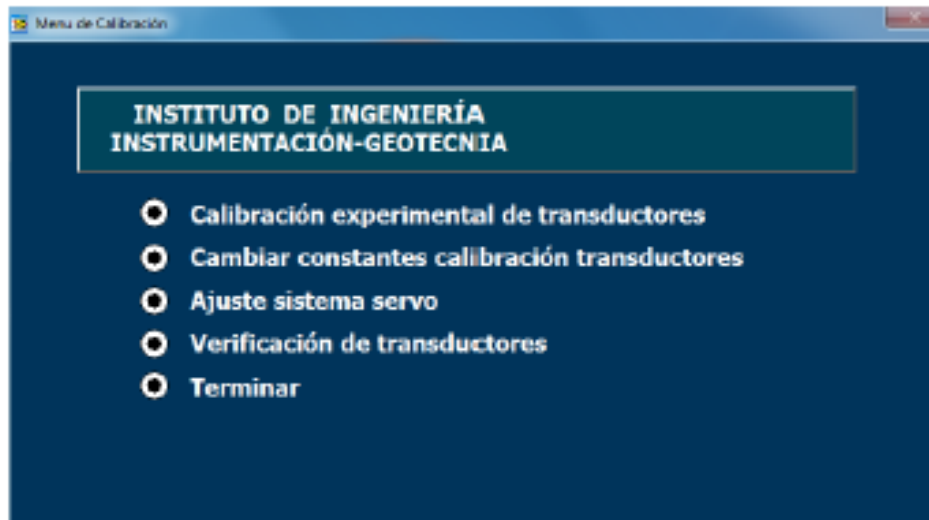 Menu de Calibración
INSTITUTO DE INGENIERÍA
INSTRUMENTACIÓN-GEOTECNIA
Calibración experimental de transductores
Cambiar constantes calibración transductores
Ajuste sistema servo
Verificación de transductores
Terminar